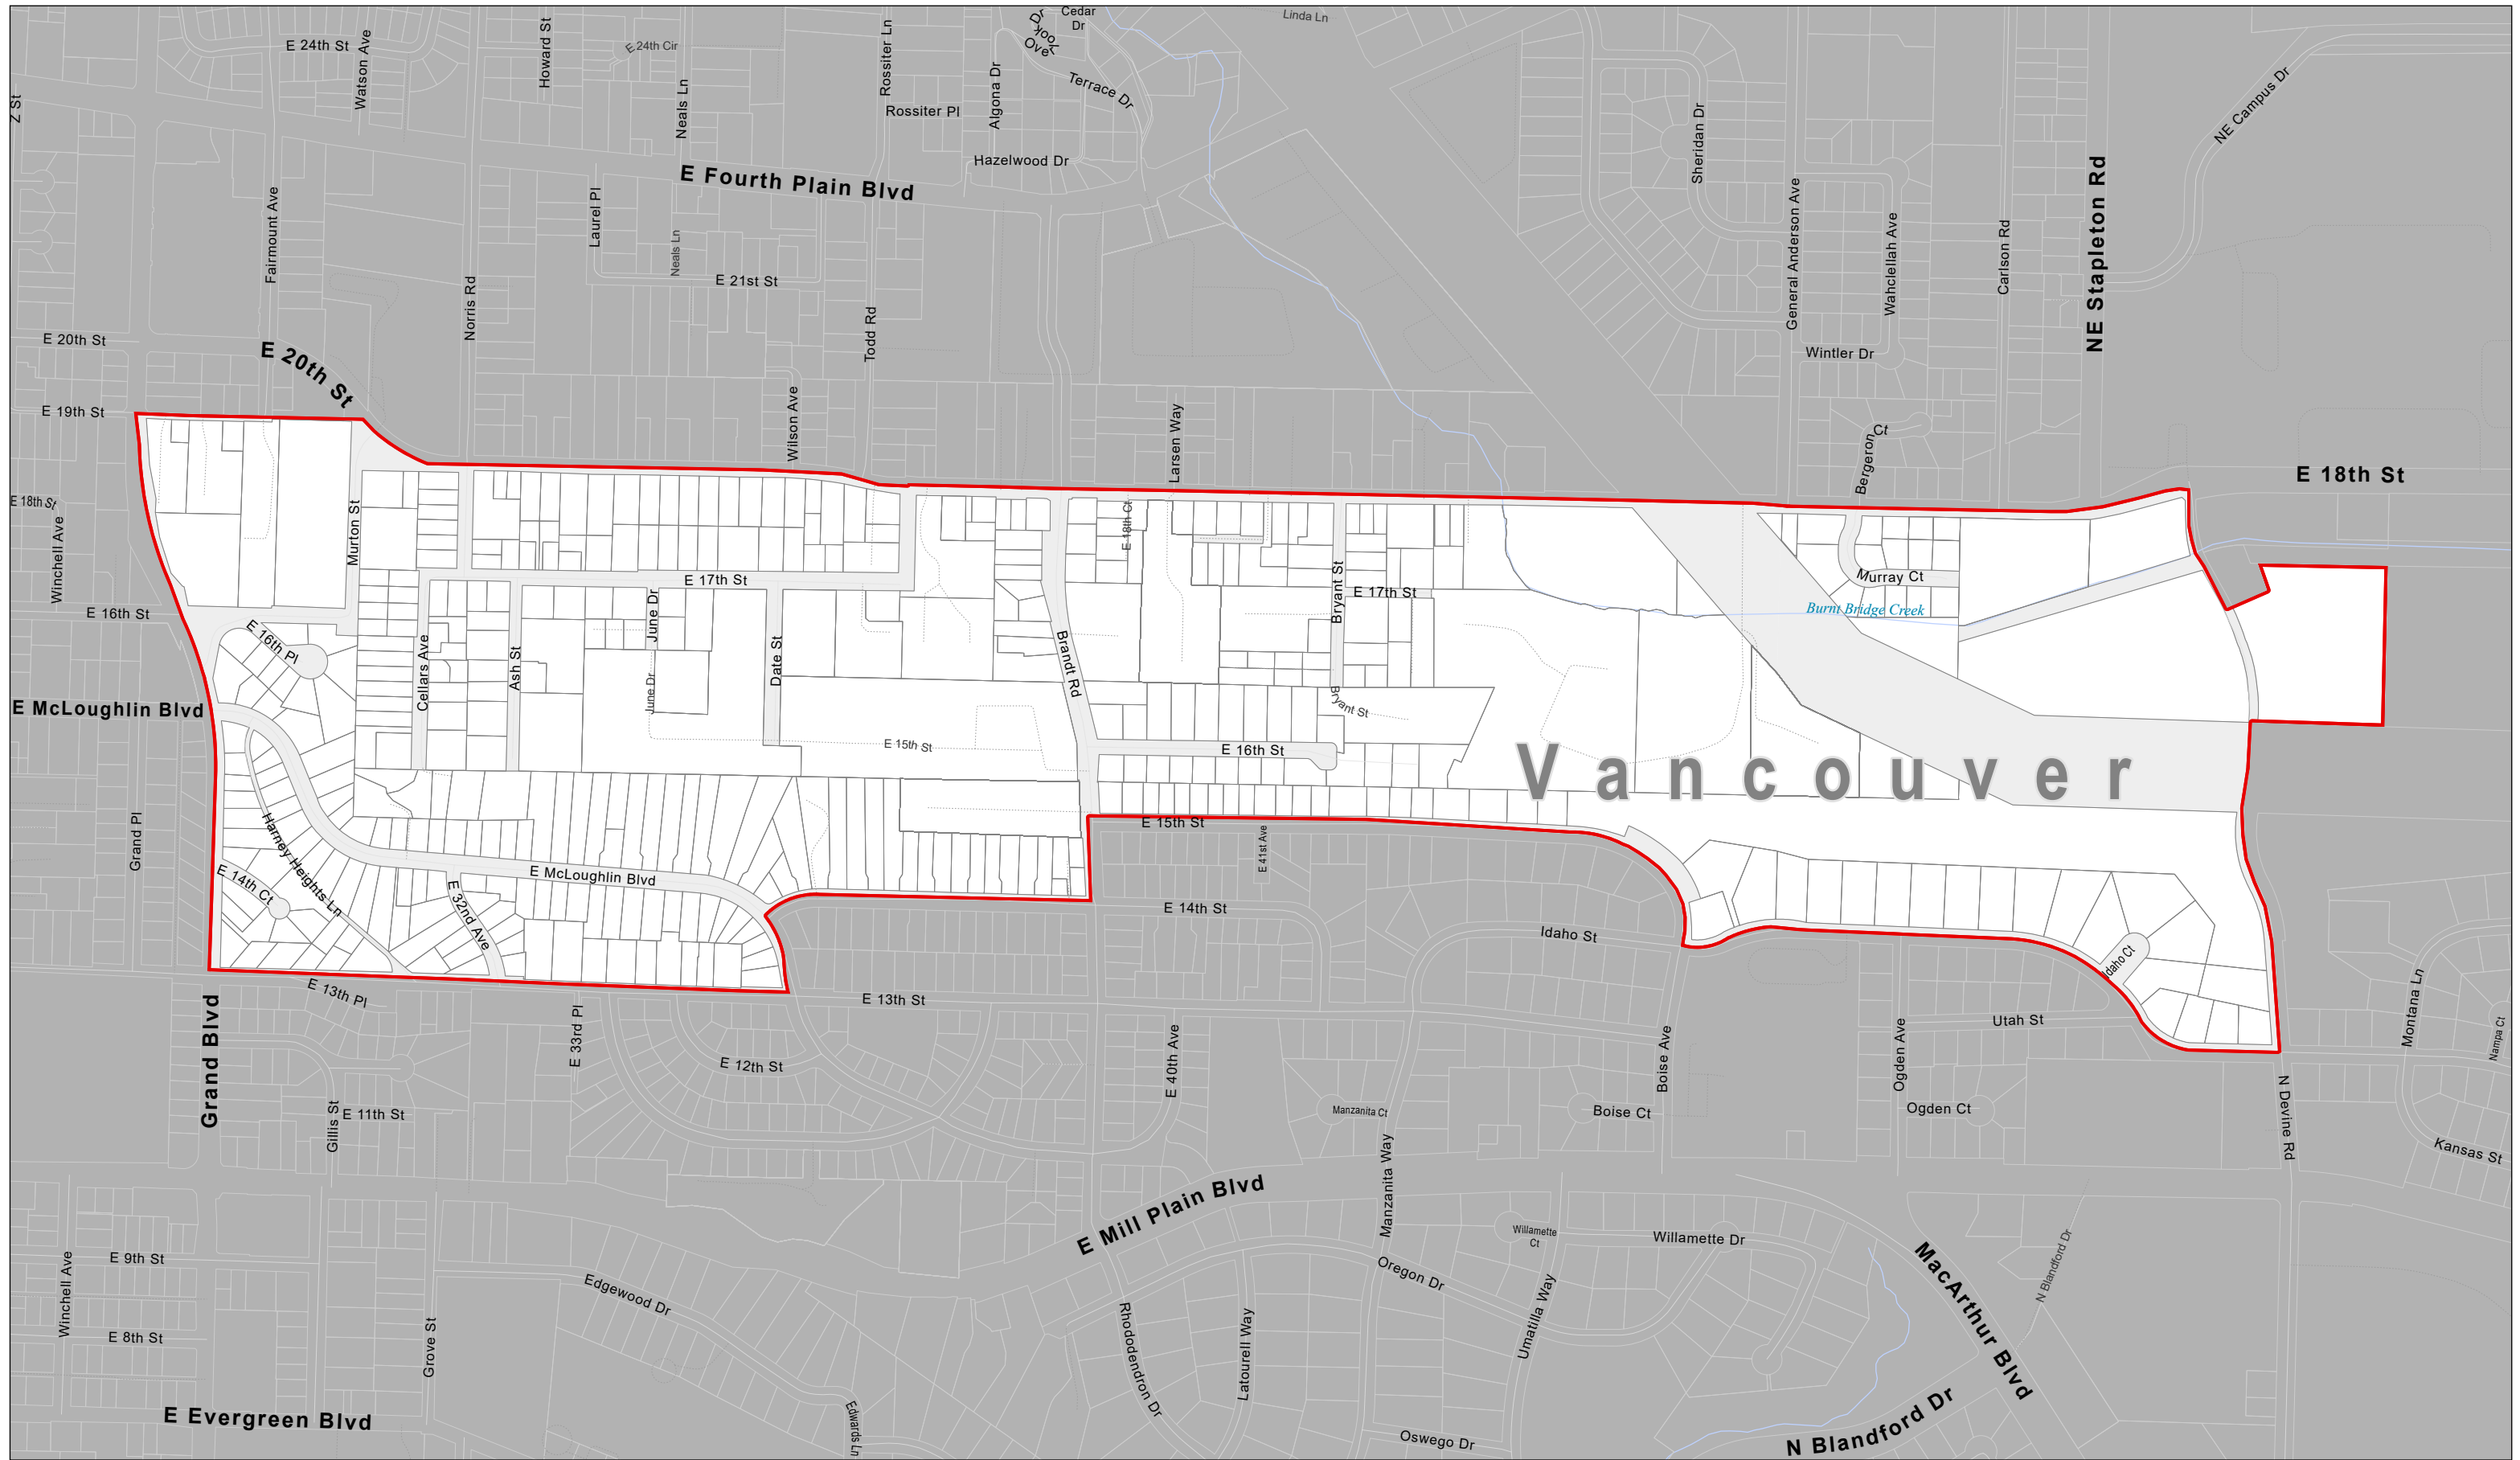 Linda Ln
Cedar
Dr
Over
look
Dr
E 24th St
Watson Ave
Howard St
E 24th Cir
Neals Ln
Rossiter Ln
Rossiter Pl
Algona Dr
Terrace Dr
Hazelwood Dr
Z St
E Fourth Plain Blvd
Sheridan Dr
NE Campus Dr
NE Stapleton Rd
General Anderson Ave
Wahclellah Ave
Carlson Rd
Fairmount Ave
Laurel Pl
Neals Ln
E 21st St
Norris Rd
Todd Rd
E 20th St
E 20th St
Wintler Dr
E 19th St
Wilson Ave
Larsen Way
Bergeron
Ct
E 18th St
E 18th St
Winchell Ave
Murton St
E 18th Ct
Bryant St
E 17th St
E 17th St
Murray Ct
Burnt Bridge Creek
E 16th St
E 16th Pl
June Dr
Cellars Ave
Ash St
Date St
Brandt Rd
June Dr
Bryant St
E McLoughlin Blvd
E 15th St
E 16th St
Vancouver
Grand Pl
Harney Heights Ln
E 15th St
E 41st Ave
E 14th Ct
E McLoughlin Blvd
E 32nd Ave
E 14th St
Idaho St
Idaho Ct
E 13th Pl
E 13th St
Montana Ln
Nampa Ct
Grand Blvd
E 33rd Pl
E 12th St
E 40th Ave
Boise Ave
Ogden Ave
Utah St
Gillis St
E 11th St
Manzanita Ct
Boise Ct
Ogden Ct
N Devine Rd
Kansas St
Manzanita Way
E Mill Plain Blvd
Willamette
Ct
Willamette Dr
N Blandford Dr
MacArthur Blvd
Winchell Ave
E 9th St
Edgewood Dr
Oregon Dr
Umatilla Way
E 8th St
Grove St
Rhododendron Dr
Latourell Way
E Evergreen Blvd
Edwards Ln
Oswego Dr
N Blandford Dr